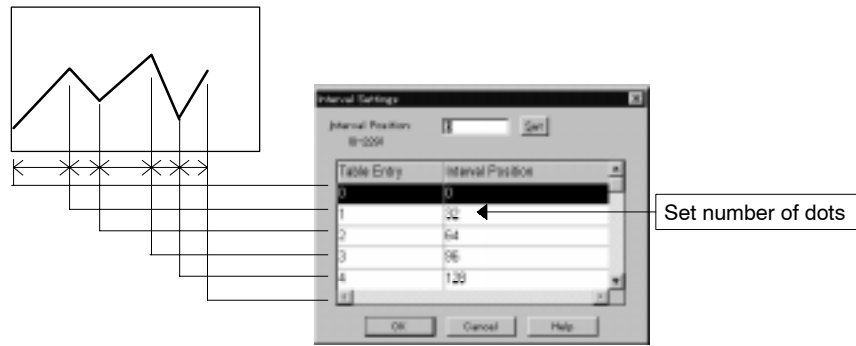 Interval Settings
Interval Position
Set
Table Entry Interval Position
0 0
1 32
2 64
3 96
4 128
OK Cancel Help
Set number of dots